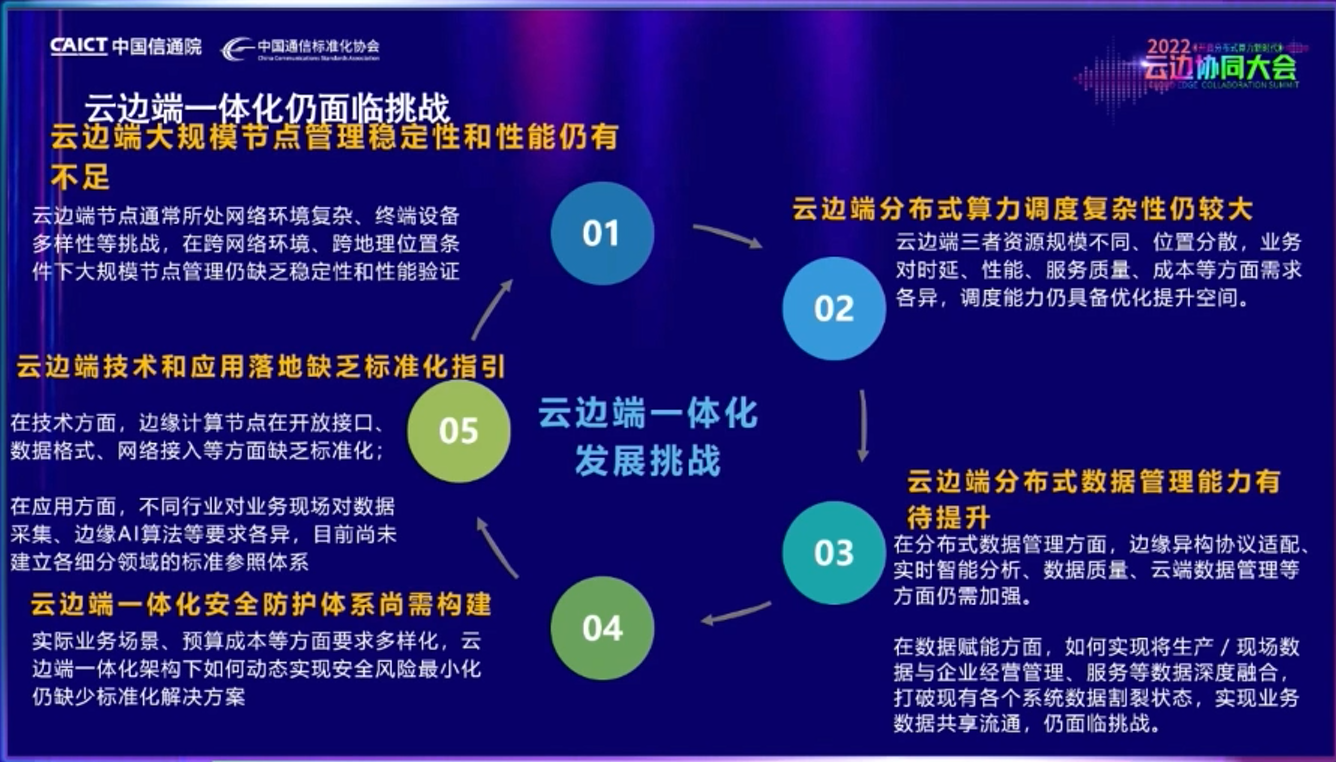 CAICT 中国信通院
中国通信标准化协会
China Communications Standards Association
2022
云边协同大会
云边端一体化仍面临挑战
云边端大规模节点管理稳定性和性能仍有
不足
云边端节点通常所处网络环境复杂、终端设备
多样性等挑战，在跨网络环境、跨地理位置条
件下大规模节点管理仍缺乏稳定性和性能验证
01
云边端分布式算力调度复杂性仍较大
云边端三者资源规模不同、位置分散，业务
对时延、性能、服务质量、成本等方面需求
各异，调度能力仍具备优化提升空间。
02
云边端一体化
发展挑战
云边端分布式数据管理能力有
待提升
在分布式数据管理方面，边缘异构协议适配、
实时智能分析、数据质量、云端数据管理等
方面仍需加强。
在数据赋能方面，如何实现将生产 / 现场数
据与企业经营管理、服务等数据深度融合，
打破现有各个系统数据割裂状态，实现业务
数据共享流通，仍面临挑战。
03
云边端一体化安全防护体系尚需构建
实际业务场景、预算成本等方面要求多样化，云
边端一体化架构下如何动态实现安全风险最小化
仍缺少标准化解决方案
04
云边端技术和应用落地缺乏标准化指引
在技术方面，边缘计算节点在开放接口、
数据格式、网络接入等方面缺乏标准化；
在应用方面，不同行业对业务现场对数据
采集、边缘AI算法等要求各异，目前尚未
建立各细分领域的标准参照体系
05